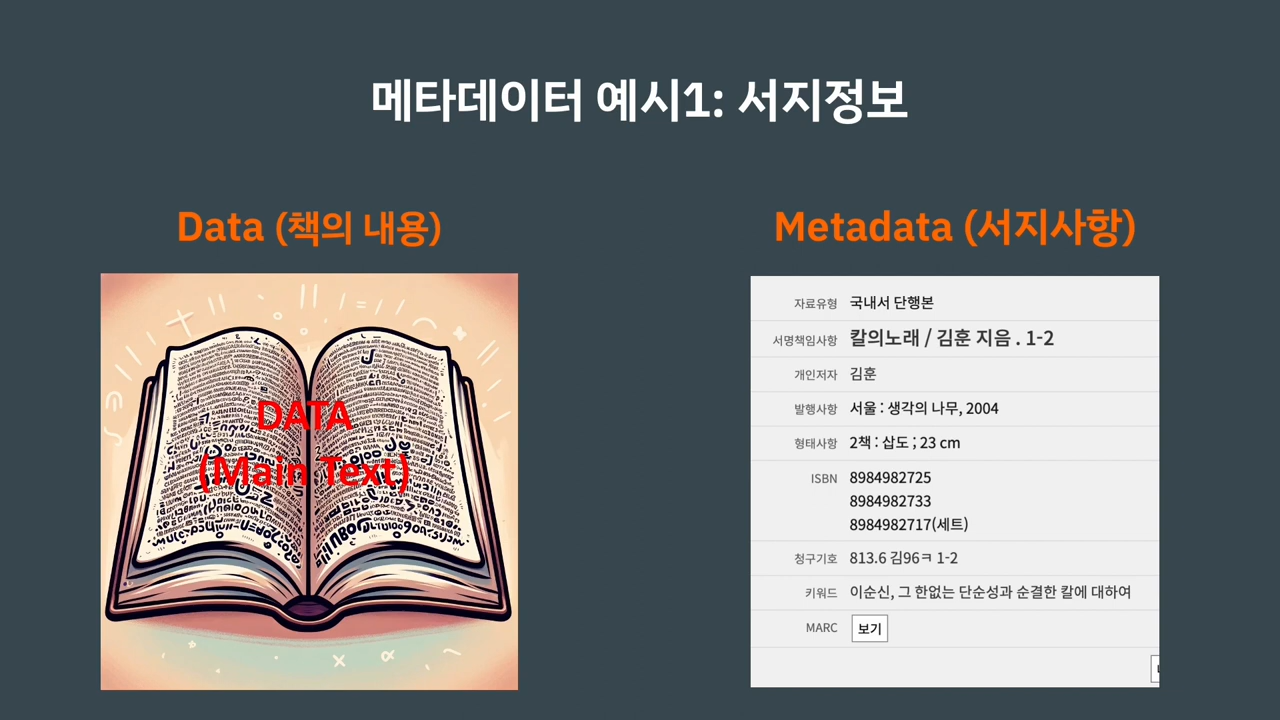 메타데이터 예시1: 서지정보
Data (책의 내용)
DATA
(Main Text)
Metadata (서지사항)
자료유형 국내서 단행본
서명책임사항 칼의노래 / 김훈 지음 . 1-2
개인저자 김훈
발행사항 서울 : 생각의 나무, 2004
형태사항 2책 : 삽도 ; 23 cm
ISBN 8984982725
8984982733
8984982717(세트)
청구기호 813.6 김96ㅋ 1-2
키워드 이순신, 그 한없는 단순성과 순결한 칼에 대하여
MARC 보기